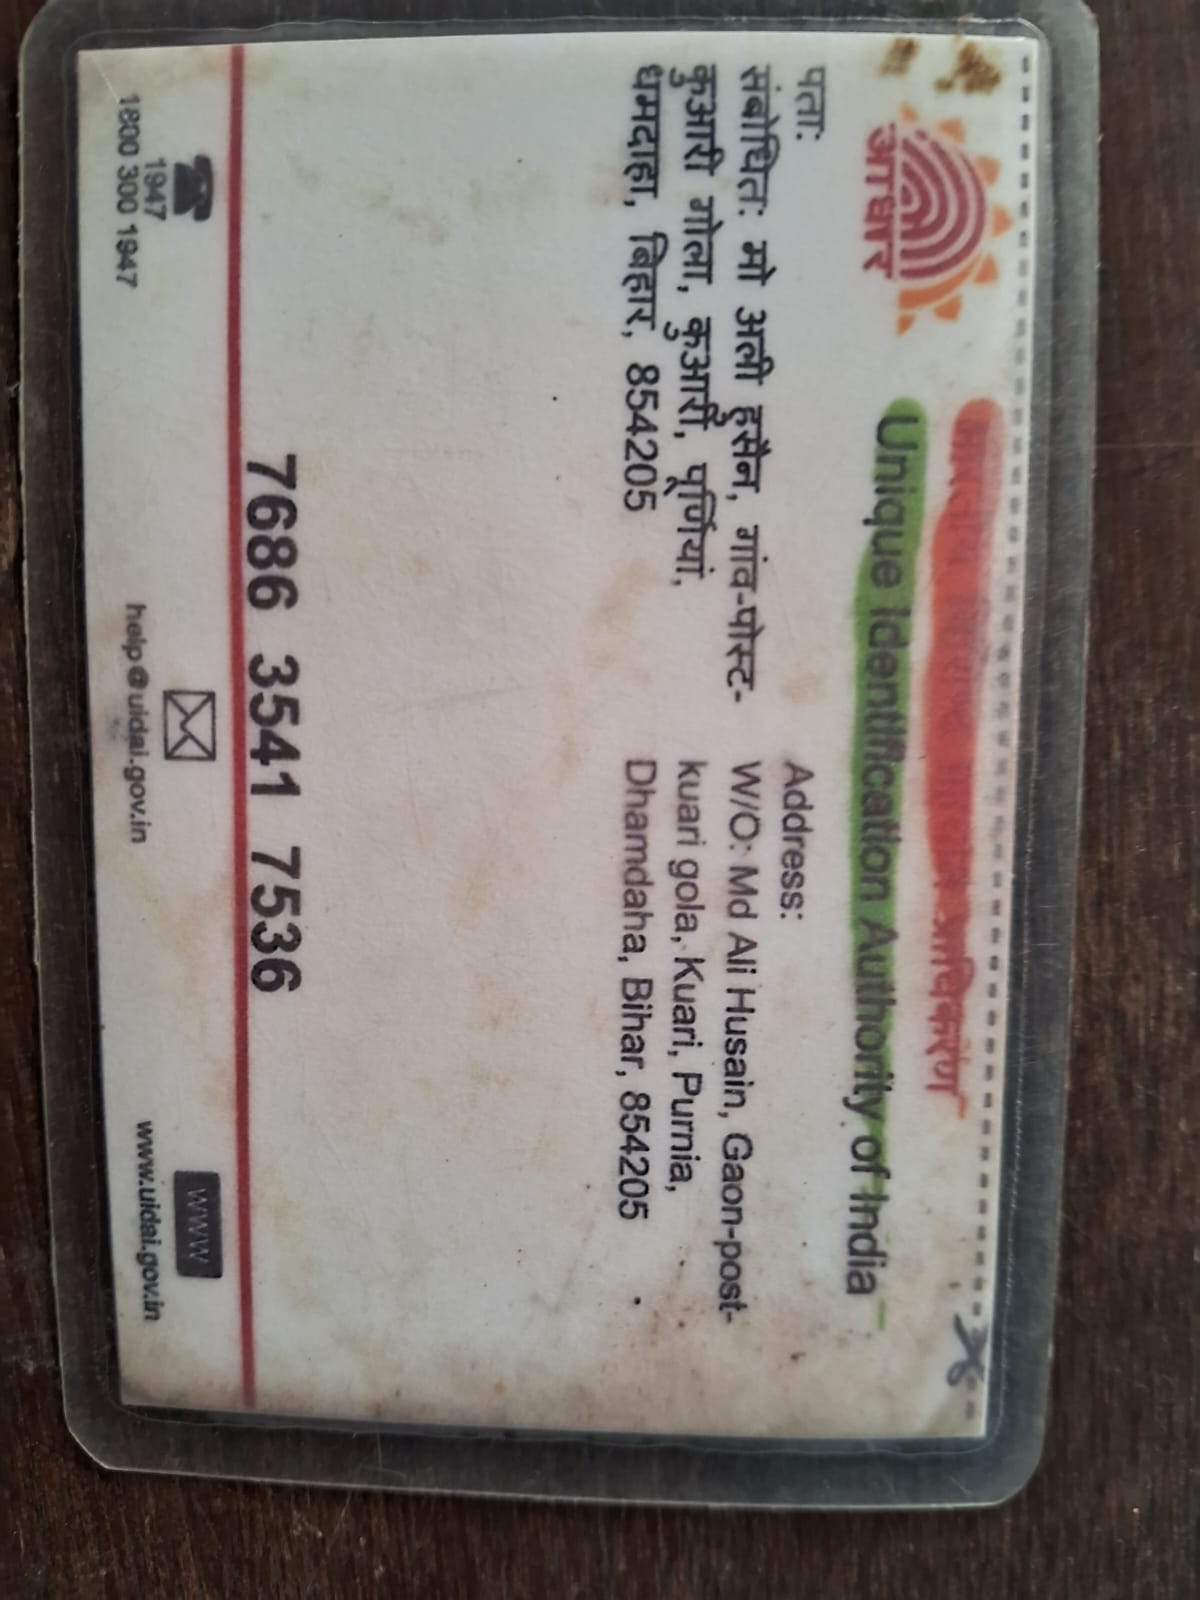 आधार
भारतीय विशिष्ट पहचान प्राधिकरण
Unique Identification Authority of India
पताः
संबोधितः मो अली हुसैन, गांव-पोस्ट-
कुआरी गोला, कुआरी, पूर्णिया,
धमदाहा, बिहार, 854205
Address:
W/O: Md Ali Husain, Gaon-post-
kuari gola, Kuari, Purnia,
Dhamdaha, Bihar, 854205
7686 3541 7536
1947
1800 300 1947
help@uidai.gov.in
www
www.uidai.gov.in